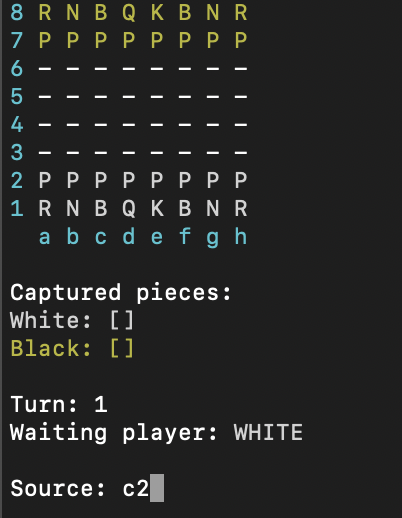 8 R N B Q K B N R
7 P P P P P P P P
6 - - - - - - - -
5 - - - - - - - -
4 - - - - - - - -
3 - - - - - - - -
2 P P P P P P P P
1 R N B Q K B N R
a b c d e f g h
Captured pieces:
White: []
Black: []
Turn: 1
Waiting player: WHITE
Source: c2